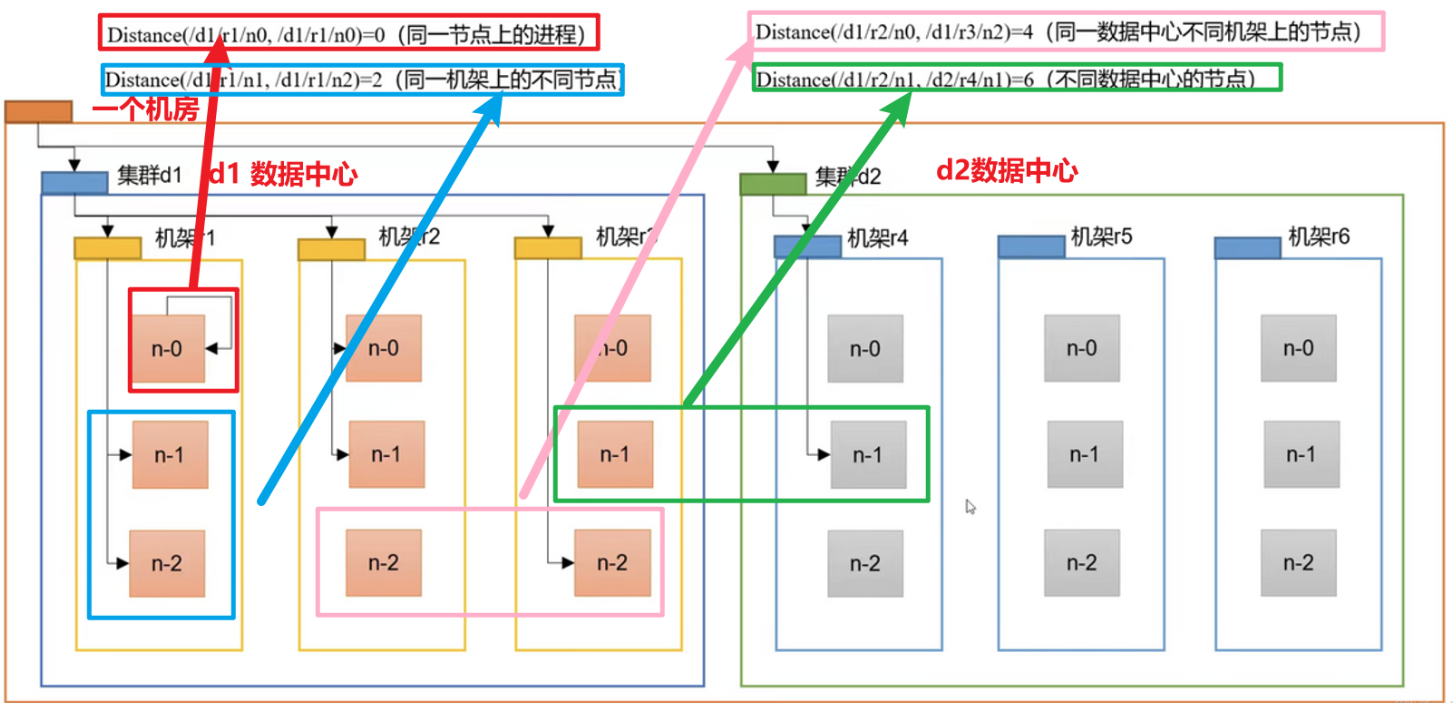 Distance(/d1/r1/n0, /d1/r1/n0)=0（同一节点上的进程）
Distance(/d1/r2/n0, /d1/r3/n2)=4（同一数据中心不同机架上的节点）
Distance(/d1/r1/n1, /d1/r1/n2)=2（同一机架上的不同节点）
Distance(/d1/r2/n1, /d2/r4/n1)=6（不同数据中心的节点）
一个机房
集群d1
d1 数据中心
集群d2
d2数据中心
机架r1
机架r2
机架r3
机架r4
机架r5
机架r6
n-0
n-0
n-0
n-0
n-0
n-0
n-1
n-1
n-1
n-1
n-1
n-1
n-2
n-2
n-2
n-2
n-2
n-2